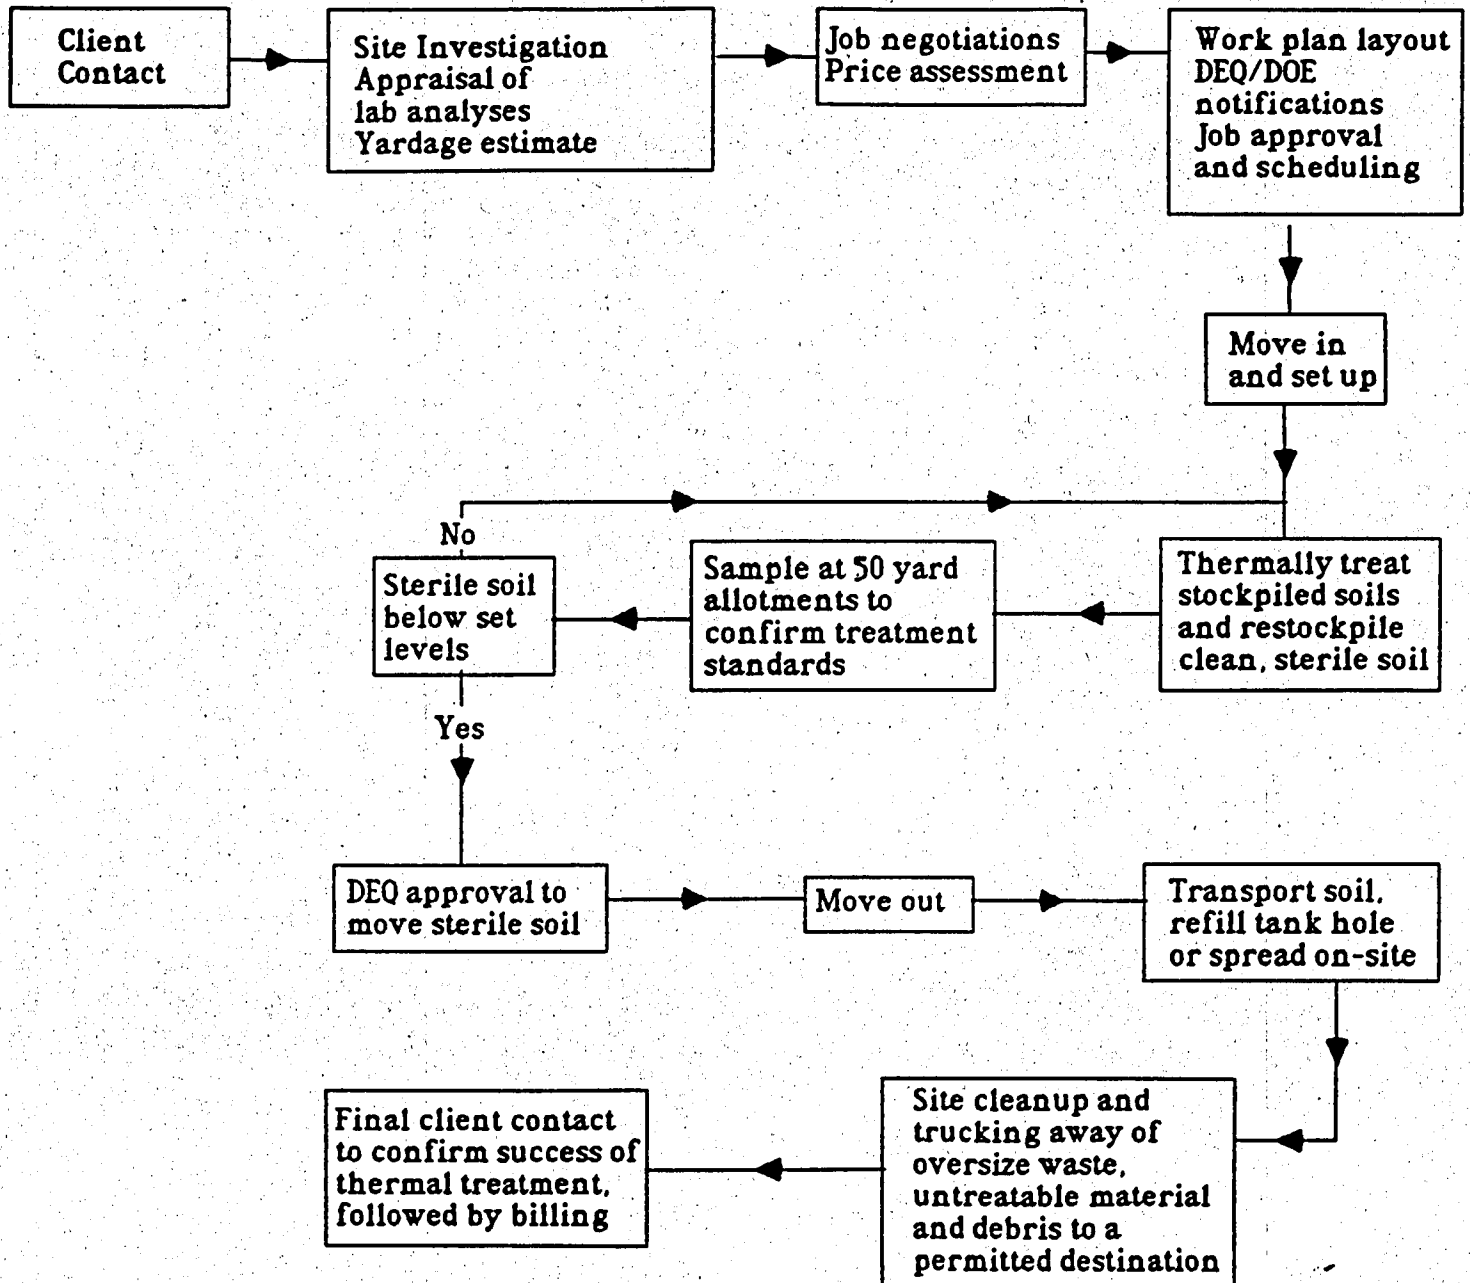 Client
Contact
Site Investigation
Appraisal of
lab analyses
Yardage estimate
Job negotiations
Price assessment
Work plan layout
DEQ/DOE
notifications
Job approval
and scheduling
Move in
and set up
Thermally treat
stockpiled soils
and restockpile
clean, sterile soil
Sample at 50 yard
allotments to
confirm treatment
standards
No
Sterile soil
below set
levels
Yes
DEQ approval to
move sterile soil
Move out
Transport soil,
refill tank hole
or spread on-site
Site cleanup and
trucking away of
oversize waste,
untreatable material
and debris to a
permitted destination
Final client contact
to confirm success of
thermal treatment,
followed by billing